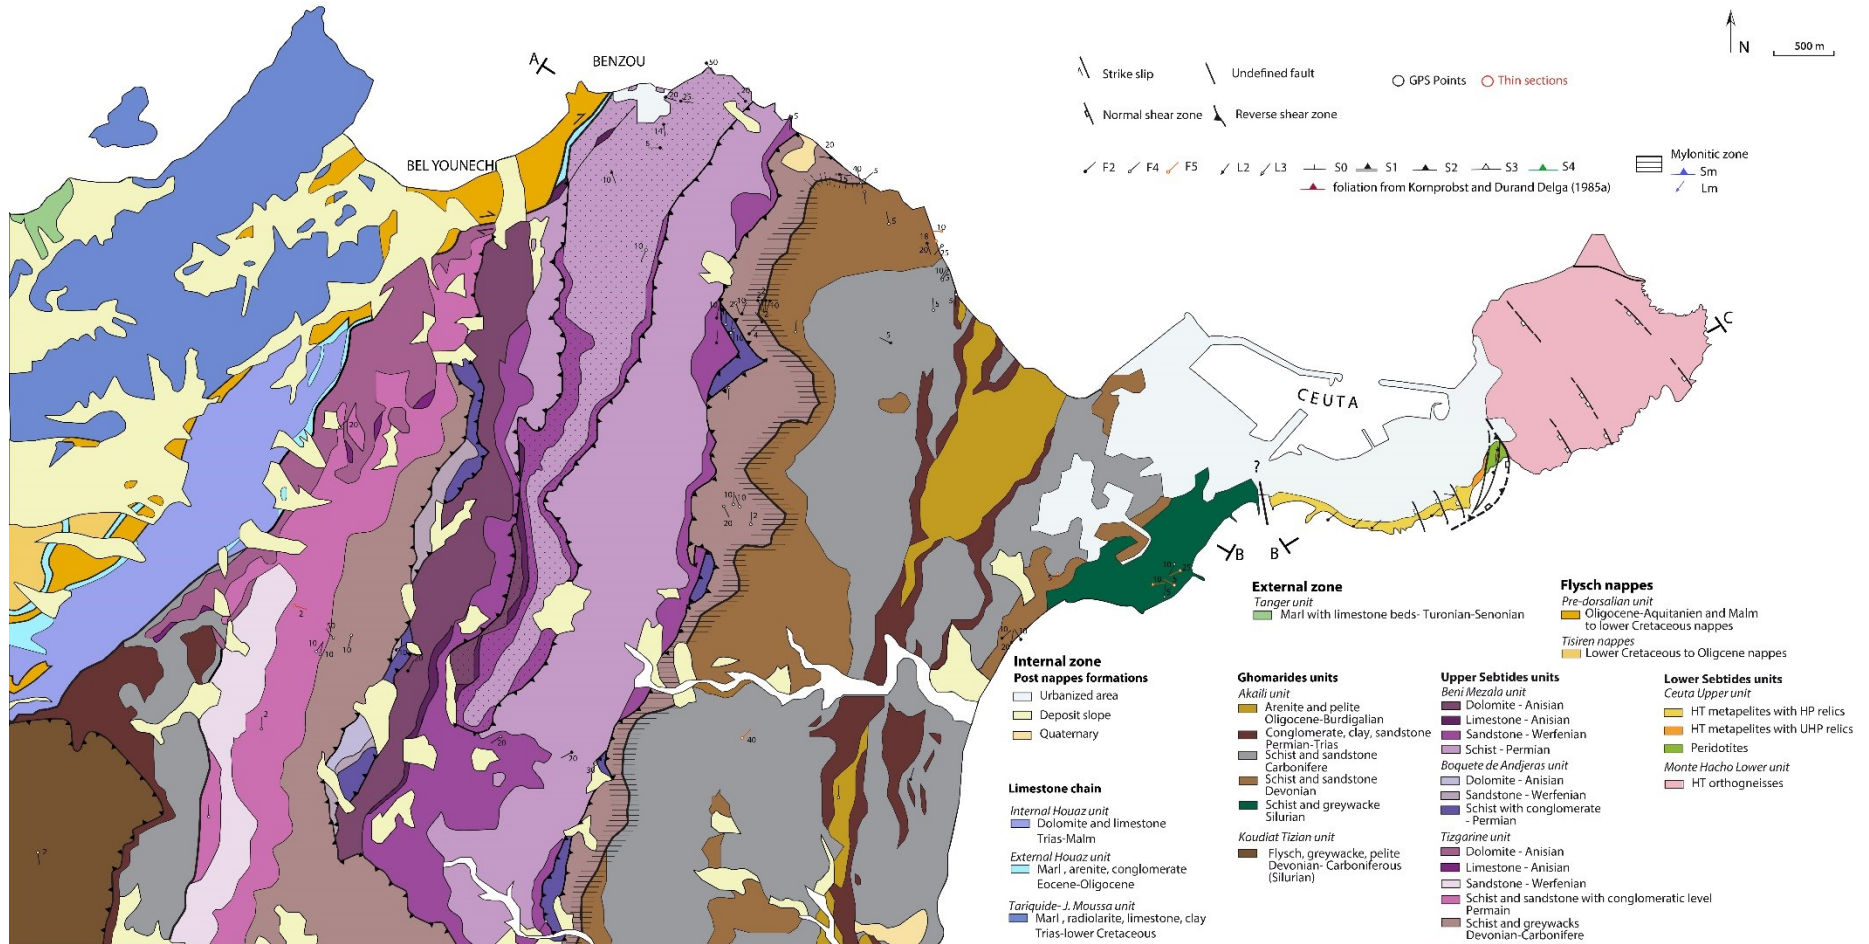 A
BENZOU
BEL YOUNECH
N
500 m
Strike slip
Undefined fault
GPS Points
Thin sections
Normal shear zone
Reverse shear zone
F2
F4
F5
L2
L3
S0
S1
S2
S3
S4
foliation from Kornprobst and Durand Delga (1985a)
Mylonitic zone
Sm
Lm
C
CEUTA
?
B
B
External zone
Tanger unit
Marl with limestone beds- Turonian-Senonian
Flysch nappes
Pre-dorsalian unit
Oligocene-Aquitanien and Malm
to lower Cretaceous nappes
Tisiren nappes
Lower Cretaceous to Oligcene nappes
Internal zone
Post nappes formations
Urbanized area
Deposit slope
Quaternary
Limestone chain
Internal Houaz unit
Dolomite and limestone
Trias-Malm
External Houaz unit
Marl , arenite, conglomerate
Eocene-Oligocene
Tariquide- J. Moussa unit
Marl , radiolarite, limestone, clay
Trias-lower Cretaceous
Ghomarides units
Akaili unit
Arenite and pelite
Oligocene-Burdigalian
Conglomerate, clay, sandstone
Permian-Trias
Schist and sandstone
Carbonifere
Schist and sandstone
Devonian
Schist and greywacke
Silurian
Koudiat Tizian unit
Flysch, greywacke, pelite
Devonian- Carboniferous
(Silurian)
Upper Sebtides units
Beni Mezala unit
Dolomite - Anisian
Limestone - Anisian
Sandstone - Werfenian
Schist - Permian
Boquete de Andjeras unit
Dolomite - Anisian
Sandstone - Werfenian
Schist with conglomerate
- Permian
Tizgarine unit
Dolomite - Anisian
Limestone - Anisian
Sandstone - Werfenian
Schist and sandstone with conglomeratic level
Permain
Schist and greywacks
Devonian-Carbonifere
Lower Sebtides units
Ceuta Upper unit
HT metapelites with HP relics
HT metapelites with UHP relics
Peridotites
Monte Hacho Lower unit
HT orthogneisses